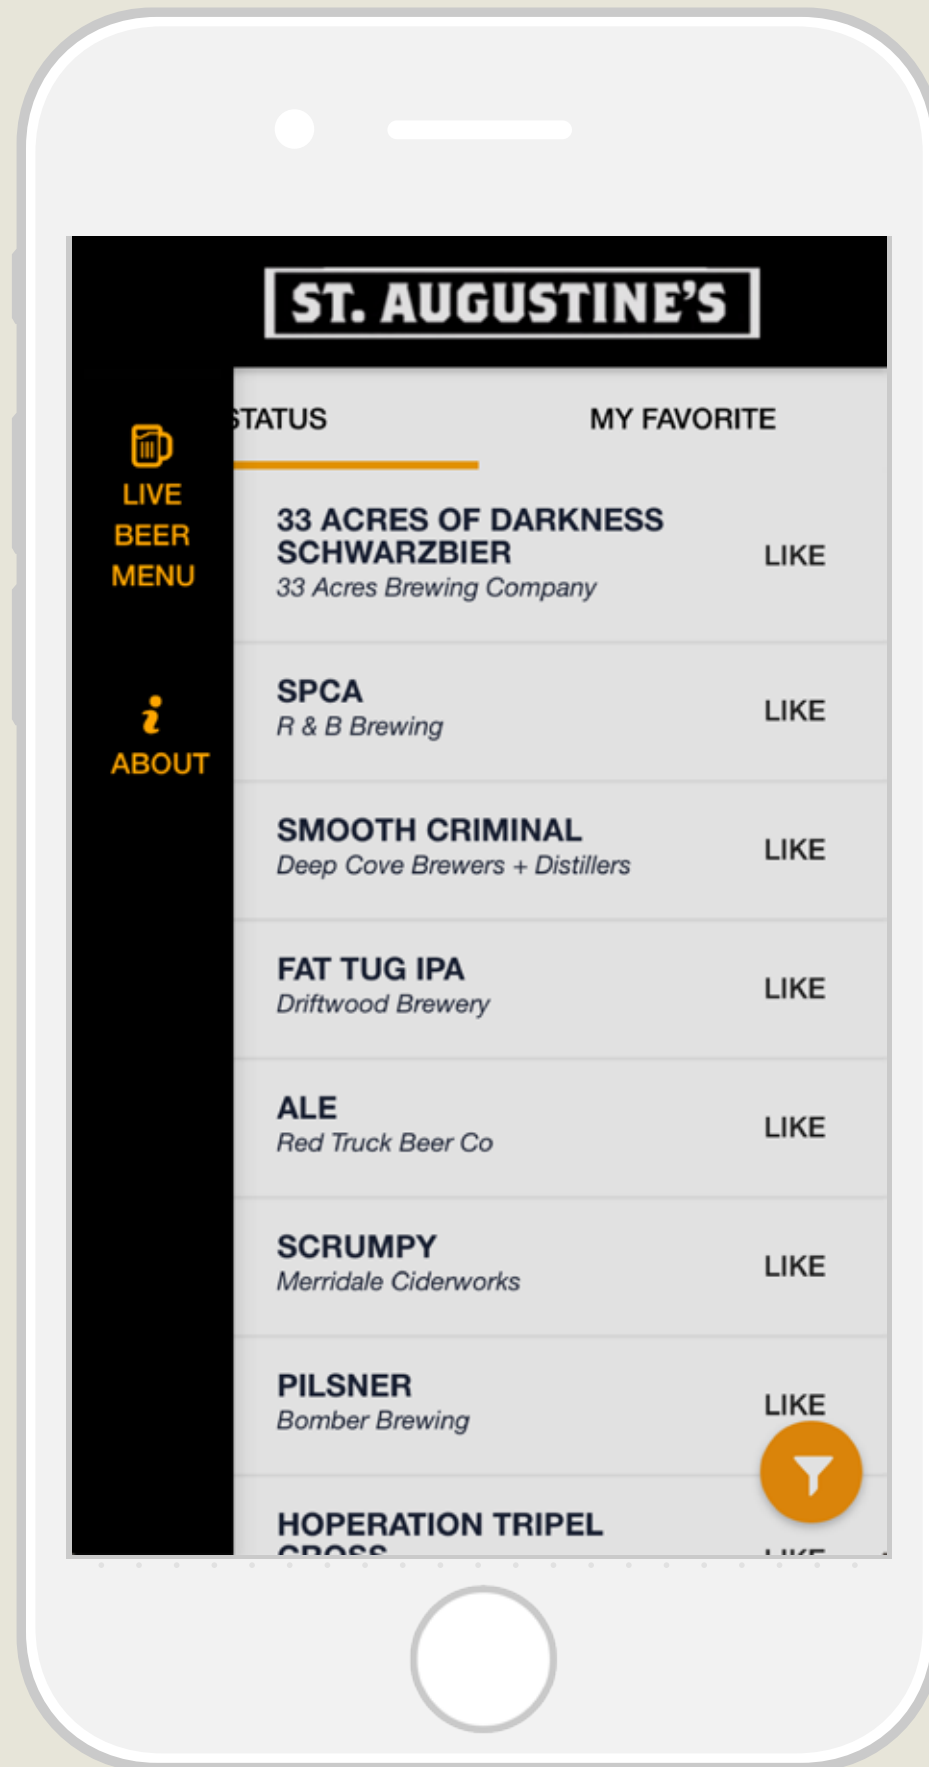 ST. AUGUSTINE'S
STATUS
MY FAVORITE
LIVE
BEER
MENU
ABOUT
33 ACRES OF DARKNESS
SCHWARZBIER
33 Acres Brewing Company
LIKE
SPCA
R & B Brewing
LIKE
SMOOTH CRIMINAL
Deep Cove Brewers + Distillers
LIKE
FAT TUG IPA
Driftwood Brewery
LIKE
ALE
Red Truck Beer Co
LIKE
SCRUMPY
Merridale Ciderworks
LIKE
PILSNER
Bomber Brewing
LIKE
HOPERATION TRIPEL
CROSS
LIKE